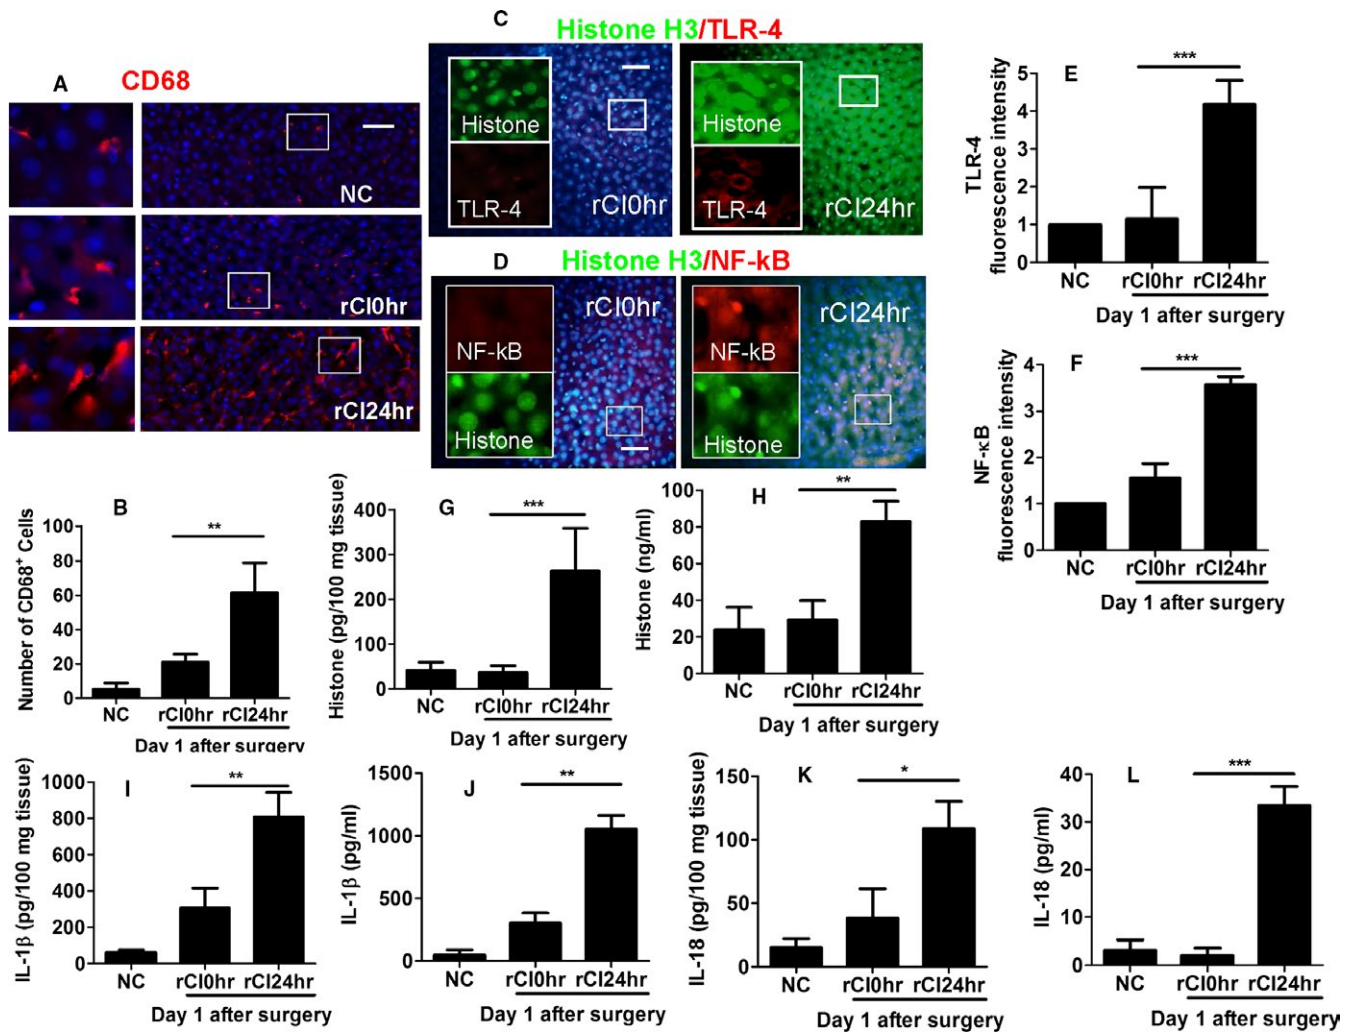 A
CD68
NC
rCI0hr
rCI24hr
C
Histone H3/TLR-4
Histone
TLR-4
rCI0hr
Histone
TLR-4
rCI24hr
D
Histone H3/NF-kB
NF-kB
Histone
rCI0hr
NF-kB
Histone
rCI24hr
E
TLR-4
fluorescence intensity
5
4
3
2
1
0
***
NC
rCI0hr
rCI24hr
Day 1 after surgery
F
NF-κB
fluorescence intensity
4
3
2
1
0
***
NC
rCI0hr
rCI24hr
Day 1 after surgery
B
Number of CD68+ Cells
100
80
60
40
20
0
**
NC
rCI0hr
rCI24hr
Day 1 after surgery
G
Histone (pg/100 mg tissue)
400
300
200
100
0
***
NC
rCI0hr
rCI24hr
Day 1 after surgery
H
Histone (ng/ml)
100
80
60
40
20
0
**
NC
rCI0hr
rCI24hr
Day 1 after surgery
I
IL-1β (pg/100 mg tissue)
1000
800
600
400
200
0
**
NC
rCI0hr
rCI24hr
Day 1 after surgery
J
IL-1β (pg/ml)
1500
1000
500
0
**
NC
rCI0hr
rCI24hr
Day 1 after surgery
K
IL-18 (pg/100 mg tissue)
150
100
50
0
*
NC
rCI0hr
rCI24hr
Day 1 after surgery
L
IL-18 (pg/ml)
40
30
20
10
0
***
NC
rCI0hr
rCI24hr
Day 1 after surgery